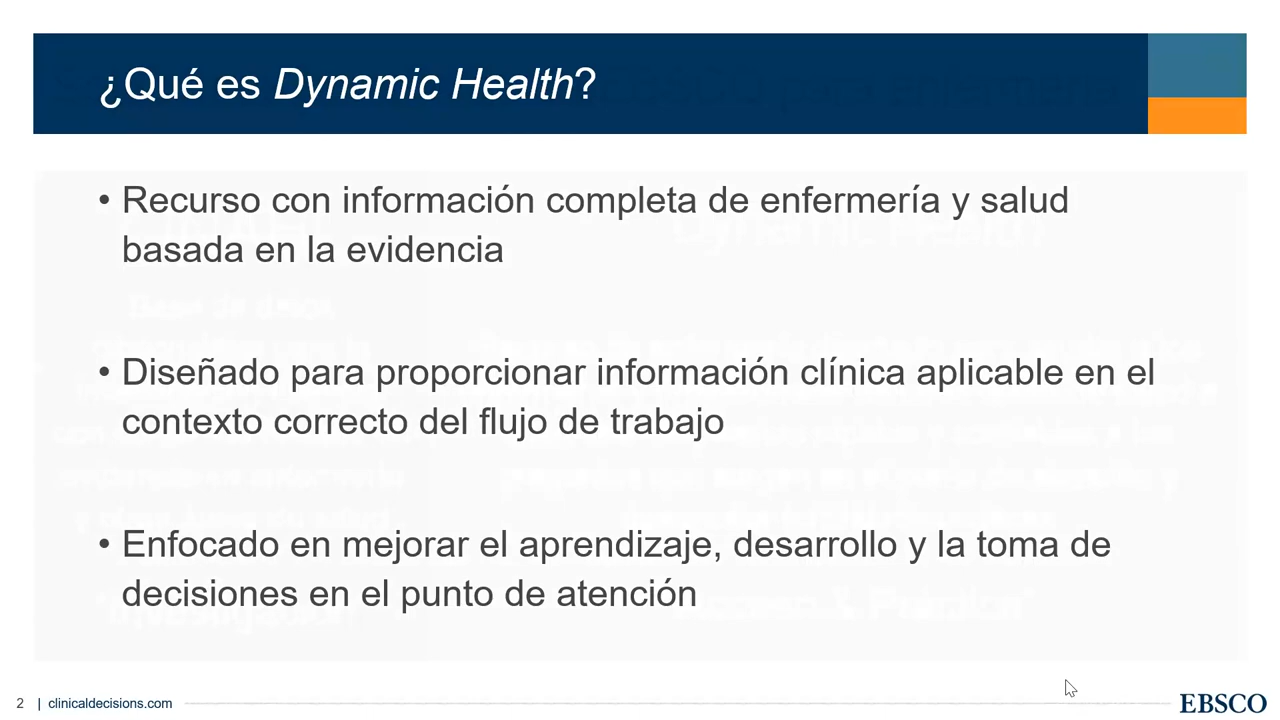 ¿Qué es Dynamic Health?
• Recurso con información completa de enfermería y salud
basada en la evidencia
• Diseñado para proporcionar información clínica aplicable en el
contexto correcto del flujo de trabajo
• Enfocado en mejorar el aprendizaje, desarrollo y la toma de
decisiones en el punto de atención
2 | clinicaldecisions.com
EBSCO